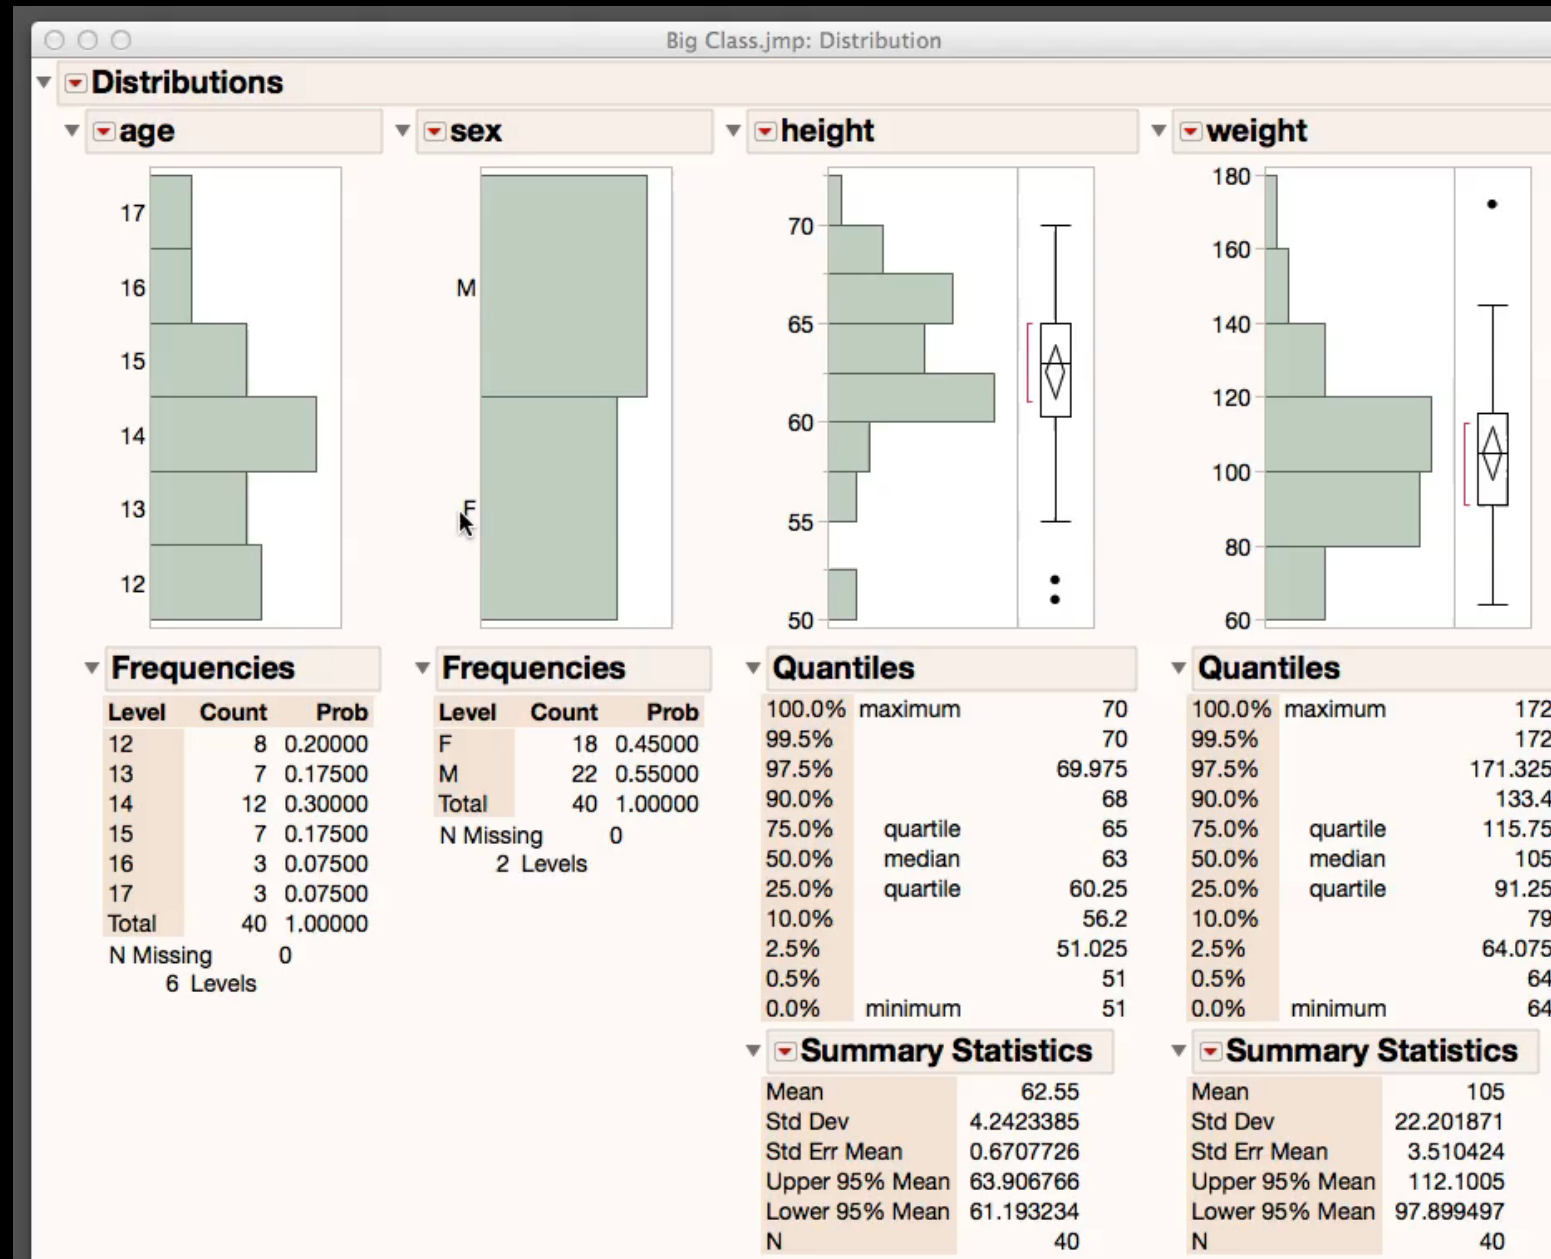 Big Class.jmp: Distribution
Distributions
age
17
16
15
14
13
12
Frequencies
Level Count Prob
12 8 0.20000
13 7 0.17500
14 12 0.30000
15 7 0.17500
16 3 0.07500
17 3 0.07500
Total 40 1.00000
N Missing 0
6 Levels
sex
M
F
Frequencies
Level Count Prob
F 18 0.45000
M 22 0.55000
Total 40 1.00000
N Missing 0
2 Levels
height
70
65
60
55
50
Quantiles
100.0% maximum 70
99.5% 70
97.5% 69.975
90.0% 68
75.0% quartile 65
50.0% median 63
25.0% quartile 60.25
10.0% 56.2
2.5% 51.025
0.5% 51
0.0% minimum 51
Summary Statistics
Mean 62.55
Std Dev 4.2423385
Std Err Mean 0.6707726
Upper 95% Mean 63.906766
Lower 95% Mean 61.193234
N 40
weight
180
160
140
120
100
80
60
Quantiles
100.0% maximum 172
99.5% 172
97.5% 171.325
90.0% 133.4
75.0% quartile 115.75
50.0% median 105
25.0% quartile 91.25
10.0% 79
2.5% 64.075
0.5% 64
0.0% minimum 64
Summary Statistics
Mean 105
Std Dev 22.201871
Std Err Mean 3.510424
Upper 95% Mean 112.1005
Lower 95% Mean 97.899497
N 40